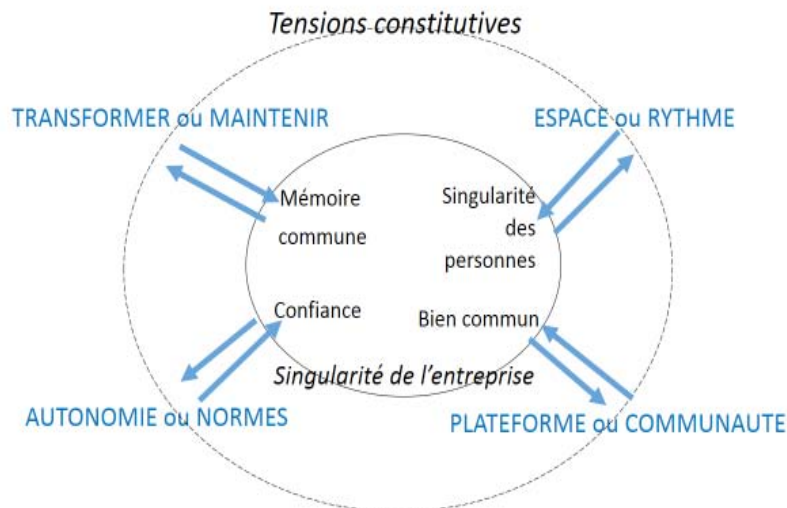 Tensions constitutives
TRANSFORMER ou MAINTENIR
ESPACE ou RYTHME
Mémoire
commune
Singularité
des
personnes
Confiance
Bien commun
Singularité de l'entreprise
AUTONOMIE ou NORMES
PLATEFORME ou COMMUNAUTE